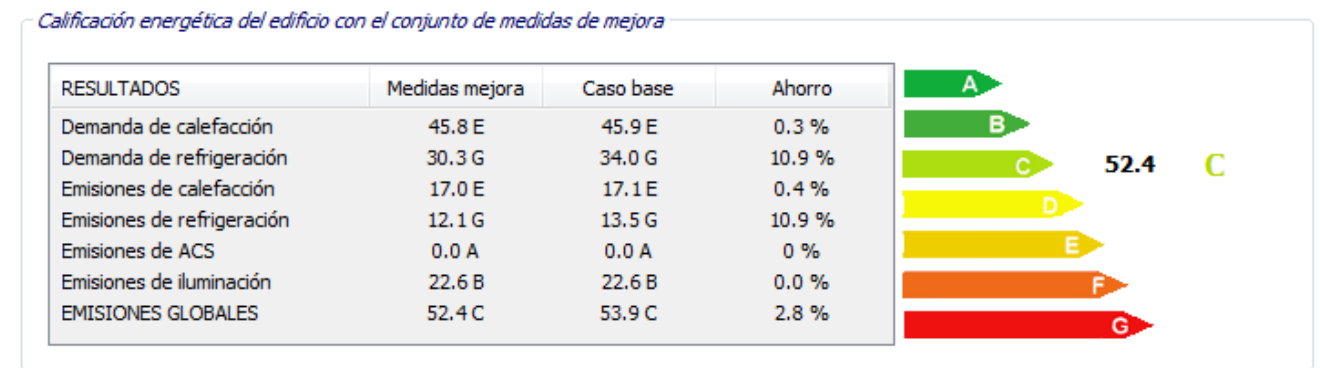 Calificación energética del edificio con el conjunto de medidas de mejora
RESULTADOS Medidas mejora Caso base Ahorro
Demanda de calefacción 45.8 E 45.9 E 0.3 %
Demanda de refrigeración 30.3 G 34.0 G 10.9 %
Emisiones de calefacción 17.0 E 17.1 E 0.4 %
Emisiones de refrigeración 12.1 G 13.5 G 10.9 %
Emisiones de ACS 0.0 A 0.0 A 0 %
Emisiones de iluminación 22.6 B 22.6 B 0.0 %
EMISIONES GLOBALES 52.4 C 53.9 C 2.8 %
A
B
C 52.4 C
D
E
F
G